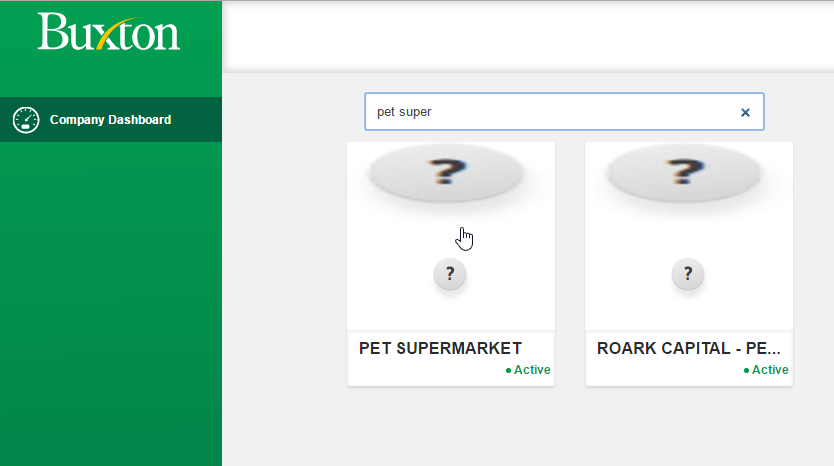 Buxton
Company Dashboard
pet super
×
?
?
?
?
PET SUPERMARKET
Active
ROARK CAPITAL - PE...
Active